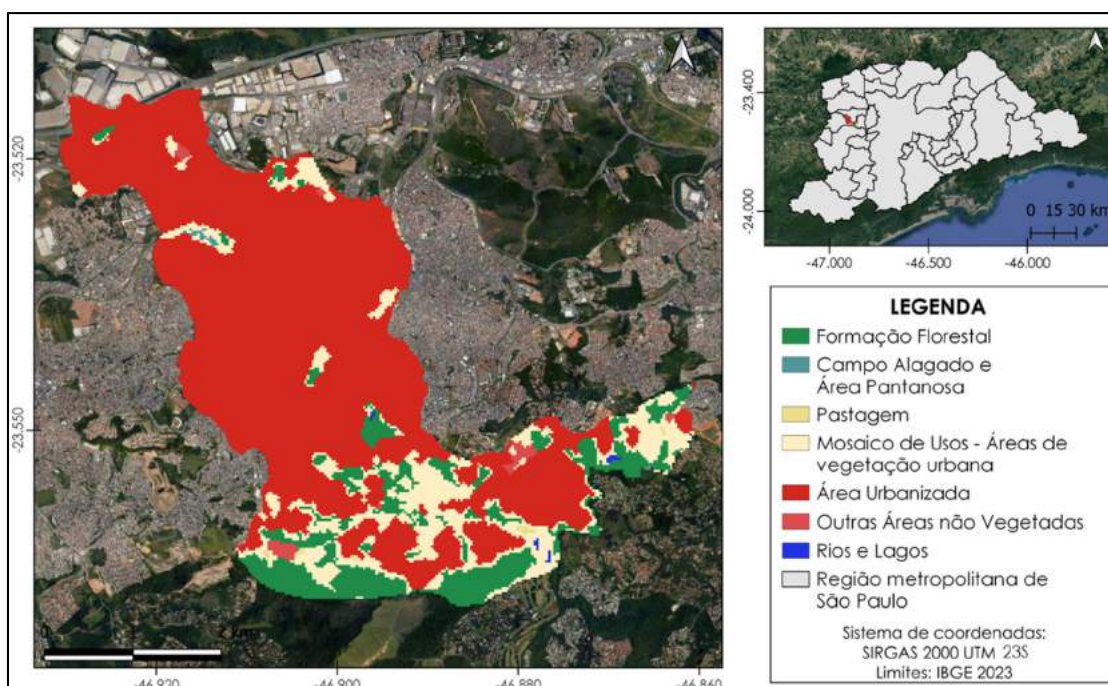 -23.520
-23.550
-46.920
-46.900
-46.880
-46.860
-23.400
-24.000
0 15 30 km
-47.000
-46.500
-46.000
LEGENDA
Formação Florestal
Campo Alagado e
Área Pantanosa
Pastagem
Mosaico de Usos - Áreas de
vegetação urbana
Área Urbanizada
Outras Áreas não Vegetadas
Rios e Lagos
Região metropolitana de
São Paulo
Sistema de coordenadas:
SIRGAS 2000 UTM 23S
Limites: IBGE 2023